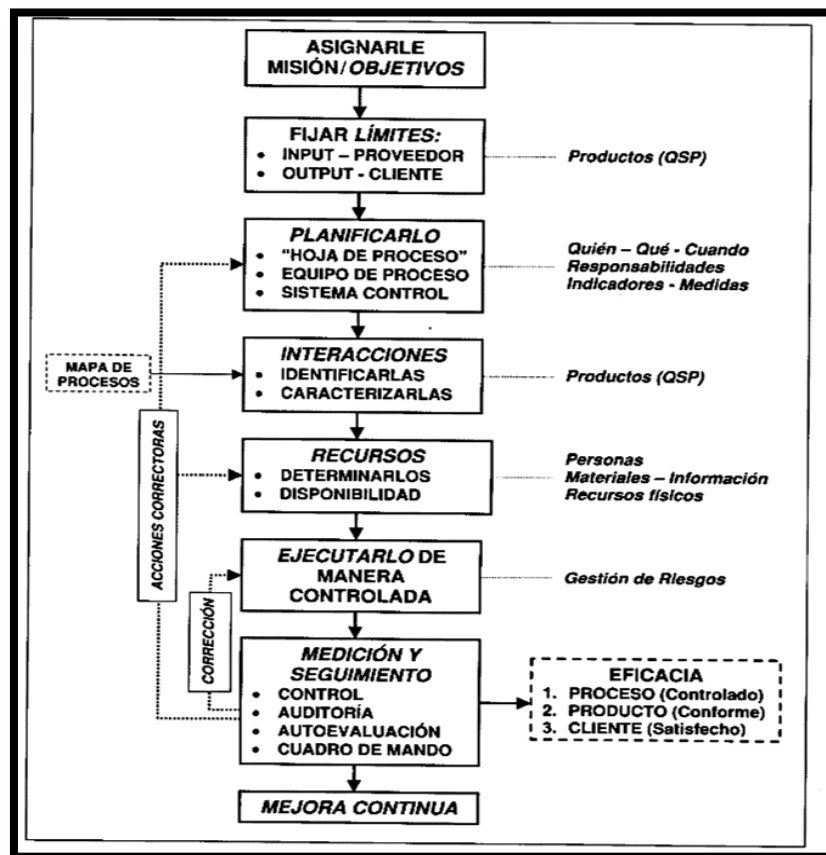 ASIGNARLE
MISIÓN/OBJETIVOS
FIJAR LÍMITES:
• INPUT – PROVEEDOR
• OUTPUT - CLIENTE
Productos (QSP)
PLANIFICARLO
• "HOJA DE PROCESO"
• EQUIPO DE PROCESO
• SISTEMA CONTROL
Quién – Qué - Cuando
Responsabilidades
Indicadores - Medidas
MAPA DE
PROCESOS
INTERACCIONES
• IDENTIFICARLAS
• CARACTERIZARLAS
Productos (QSP)
ACCIONES CORRECTORAS
RECURSOS
• DETERMINARLOS
• DISPONIBILIDAD
Personas
Materiales – Información
Recursos físicos
CORRECCIÓN
EJECUTARLO DE
MANERA
CONTROLADA
Gestión de Riesgos
MEDICIÓN Y
SEGUIMIENTO
• CONTROL
• AUDITORÍA
• AUTOEVALUACIÓN
• CUADRO DE MANDO
EFICACIA
1. PROCESO (Controlado)
2. PRODUCTO (Conforme)
3. CLIENTE (Satisfecho)
MEJORA CONTINUA